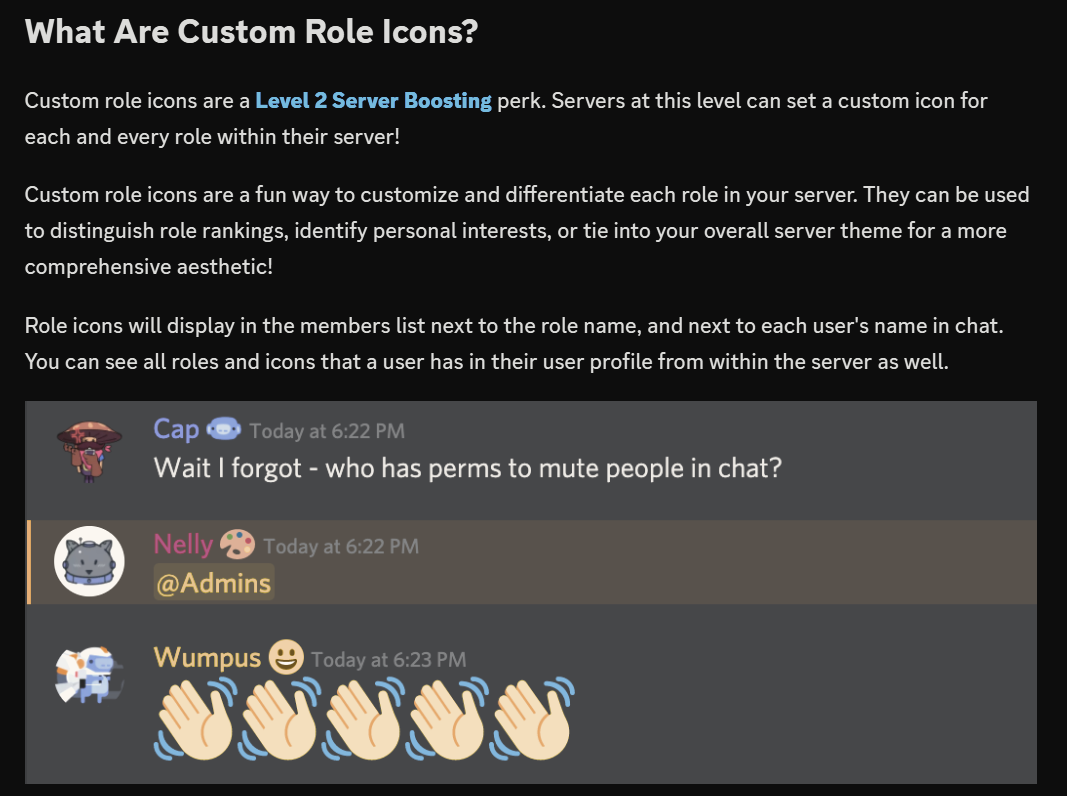 What Are Custom Role Icons?
Custom role icons are a Level 2 Server Boosting perk. Servers at this level can set a custom icon for
each and every role within their server!
Custom role icons are a fun way to customize and differentiate each role in your server. They can be used
to distinguish role rankings, identify personal interests, or tie into your overall server theme for a more
comprehensive aesthetic!
Role icons will display in the members list next to the role name, and next to each user's name in chat.
You can see all roles and icons that a user has in their user profile from within the server as well.
Cap Today at 6:22 PM
Wait I forgot - who has perms to mute people in chat?
Nelly Today at 6:22 PM
@Admins
Wumpus Today at 6:23 PM